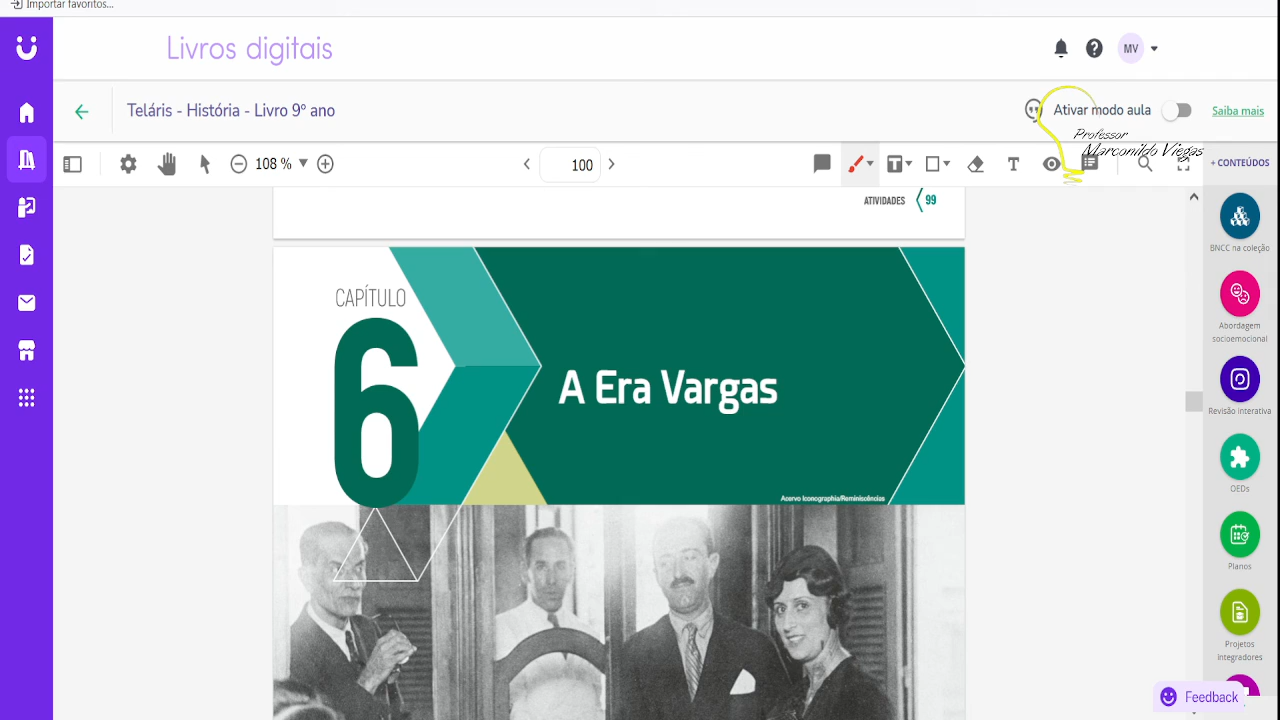 Importar favoritos...
Livros digitais
MV
Teláris - História - Livro 9º ano
Ativar modo aula
Saiba mais
Professor
Marconildo Viegas
108 %
100
+ CONTEÚDOS
ATIVIDADES 99
BNCC na coleção
CAPÍTULO
6
A Era Vargas
Abordagem
socioemocional
Revisão interativa
OEDs
Acervo Iconographia/Reminiscências
Planos
Projetos
integradores
Feedback